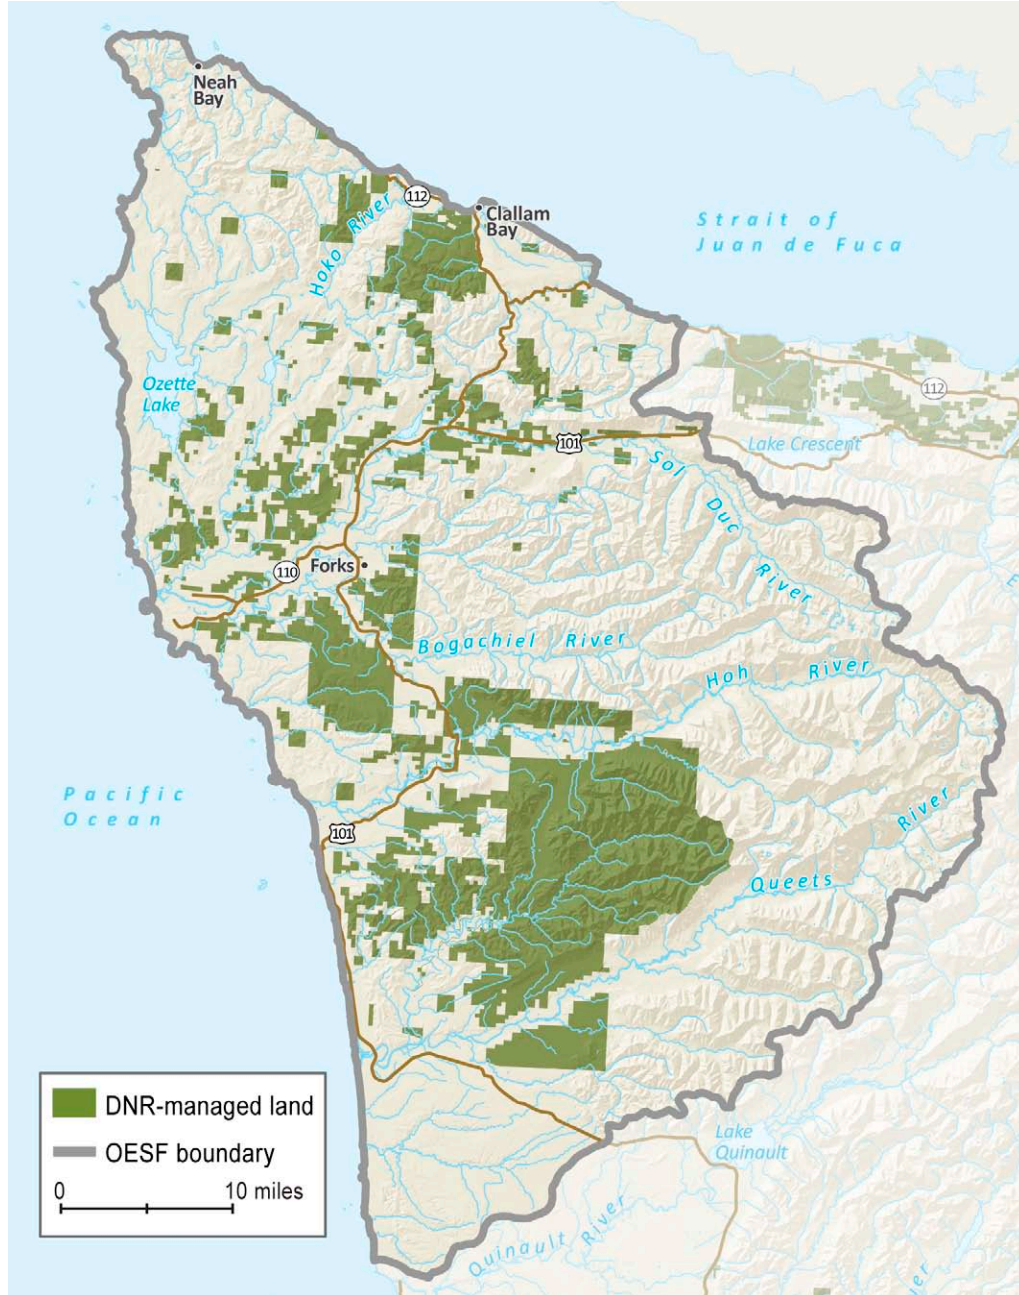 Neah
Bay
112
Clallam
Bay
Strait of
Juan de Fuca
Hoko River
Ozette
Lake
112
101
Lake Crescent
Sol Duc River
110
Forks
Bogachiel River
Hoh River
Pacific
Ocean
101
Queets River
DNR-managed land
OESF boundary
0 10 miles
Lake
Quinault
Quinault River